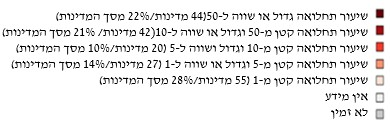 שיעור תחלואה גדול או שווה ל-50(44 מדינות/22% מסך המדינות)
שיעור תחלואה קטן מ-50 וגדול או שווה ל-10(42 מדינות/ 21% מסך המדינות)
שיעור תחלואה קטן מ-10 וגדול ושווה ל-5 (20 מדינות/10% מסך המדינות)
שיעור תחלואה קטן מ-5 וגדול או שווה ל-1 (27 מדינות/14% מסך המדינות)
שיעור תחלואה קטן מ-1 (55 מדינות/28% מסך המדינות)
אין מידע
לא זמין